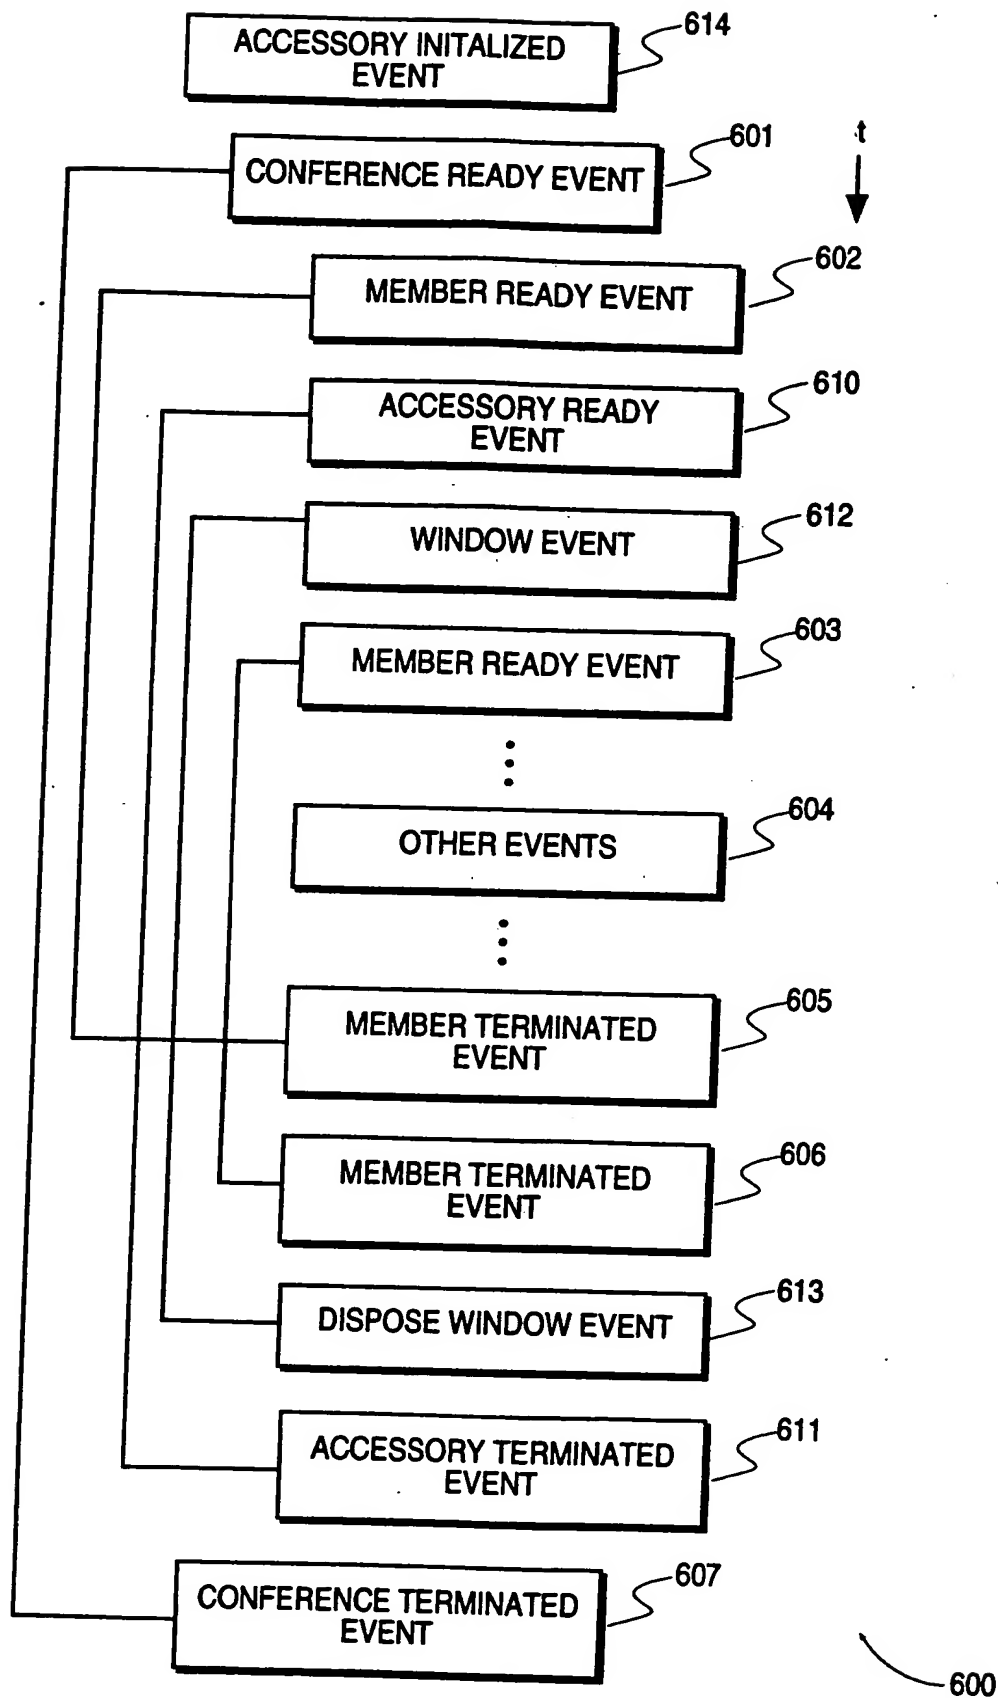 ACCESSORY INITALIZED
EVENT
614
CONFERENCE READY EVENT
601
t
MEMBER READY EVENT
602
ACCESSORY READY
EVENT
610
WINDOW EVENT
612
MEMBER READY EVENT
603
OTHER EVENTS
604
MEMBER TERMINATED
EVENT
605
MEMBER TERMINATED
EVENT
606
DISPOSE WINDOW EVENT
613
ACCESSORY TERMINATED
EVENT
611
CONFERENCE TERMINATED
EVENT
607
600